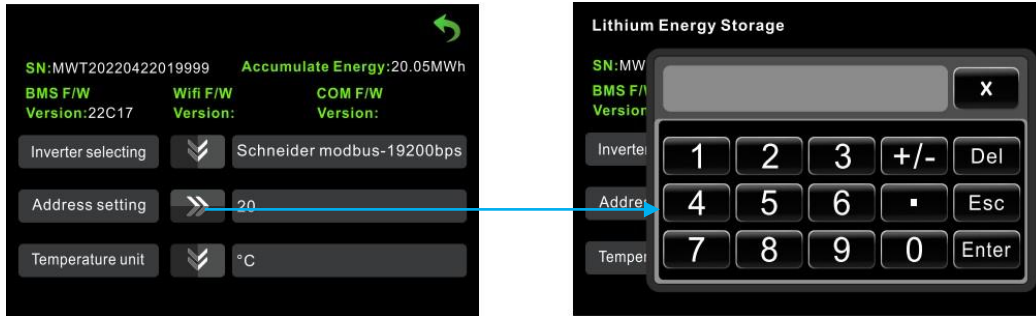 SN:MWT20220422019999 Accumulate Energy:20.05MWh
BMS F/W Wifi F/W COM F/W
Version:22C17 Version: Version:
Inverter selecting Schneider modbus-19200bps
Address setting 20
Temperature unit °C
Lithium Energy Storage
SN:MW
BMS F/
Version
X
Inverte
1 2 3 +/- Del
Addre
4 5 6 . Esc
Temper
7 8 9 0 Enter